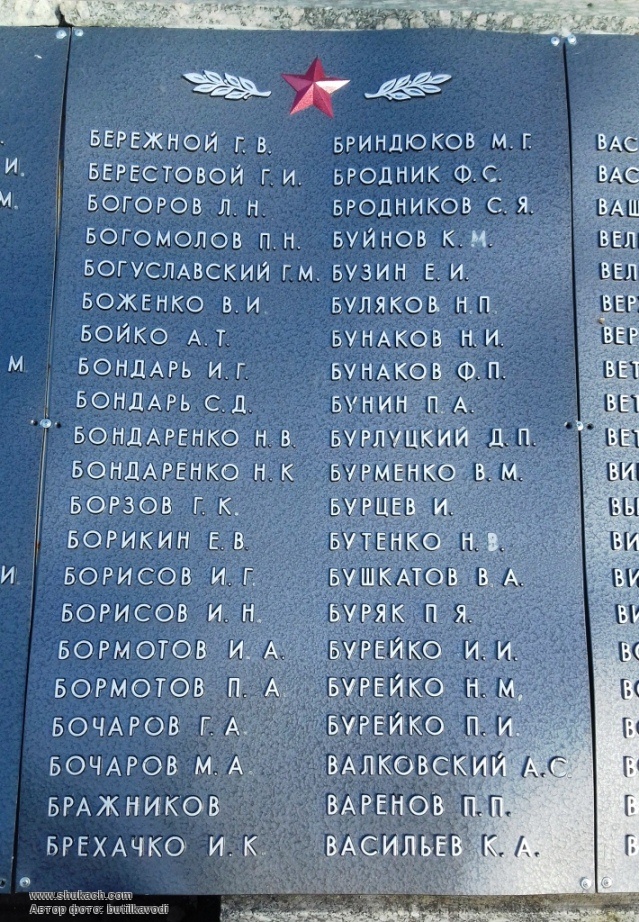 БЕРЕЖНОЙ Г. В.
БЕРЕСТОВОЙ Г. И.
БОГОРОВ Л. Н.
БОГОМОЛОВ П. Н.
БОГУСЛАВСКИЙ Г. М.
БОЖЕНКО В. И
БОЙКО А. Т.
БОНДАРЬ И. Г.
БОНДАРЬ С. Д.
БОНДАРЕНКО Н. В.
БОНДАРЕНКО Н. К
БОРЗОВ Г. К.
БОРИКИН Е. В.
БОРИСОВ И. Г.
БОРИСОВ И. Н.
БОРМОТОВ И. А.
БОРМОТОВ П. А.
БОЧАРОВ Г. А.
БОЧАРОВ М. А.
БРАЖНИКОВ
БРЕХАЧКО И. К.
БРИНДЮКОВ М. Г.
БРОДНИК Ф. С.
БРОДНИКОВ С. Я.
БУЙНОВ К. М.
БУЗИН Е. И.
БУЛЯКОВ Н. П.
БУНАКОВ Н. И.
БУНАКОВ Ф. П.
БУНИН П. А.
БУРЛУЦКИЙ Д. П.
БУРМЕНКО В. М.
БУРЦЕВ И.
БУТЕНКО Н. В.
БУШКАТОВ В. А.
БУРЯК П Я.
БУРЕЙКО И. И.
БУРЕЙКО Н. М.
БУРЕЙКО П. И.
ВАЛКОВСКИЙ А. С
ВАРЕНОВ П. П.
ВАСИЛЬЕВ К. А.
www.shukach.com
Автор фото: butilkavodi